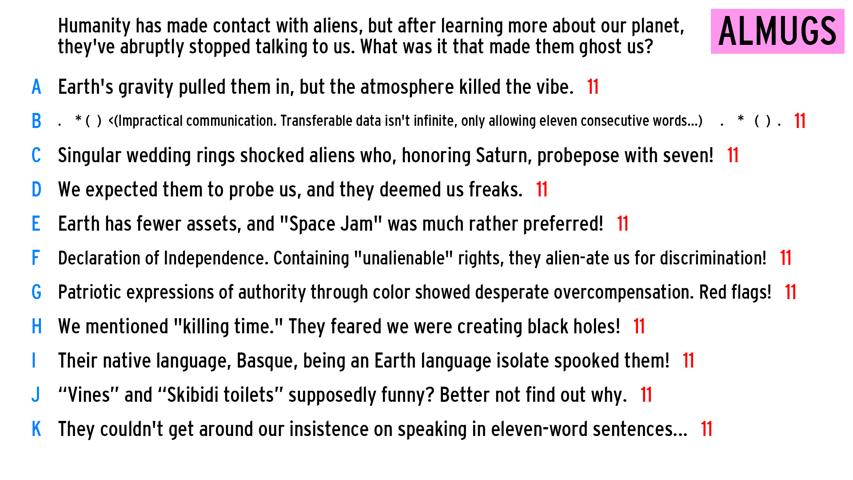 Humanity has made contact with aliens, but after learning more about our planet,
they've abruptly stopped talking to us. What was it that made them ghost us?
ALMUGS
A Earth's gravity pulled them in, but the atmosphere killed the vibe. 11
B . *( ) <(Impractical communication. Transferable data isn't infinite, only allowing eleven consecutive words...) . * ( ) . 11
C Singular wedding rings shocked aliens who, honoring Saturn, probepose with seven! 11
D We expected them to probe us, and they deemed us freaks. 11
E Earth has fewer assets, and "Space Jam" was much rather preferred! 11
F Declaration of Independence. Containing "unalienable" rights, they alien-ate us for discrimination! 11
G Patriotic expressions of authority through color showed desperate overcompensation. Red flags! 11
H We mentioned "killing time." They feared we were creating black holes! 11
I Their native language, Basque, being an Earth language isolate spooked them! 11
J “Vines” and “Skibidi toilets” supposedly funny? Better not find out why. 11
K They couldn't get around our insistence on speaking in eleven-word sentences... 11